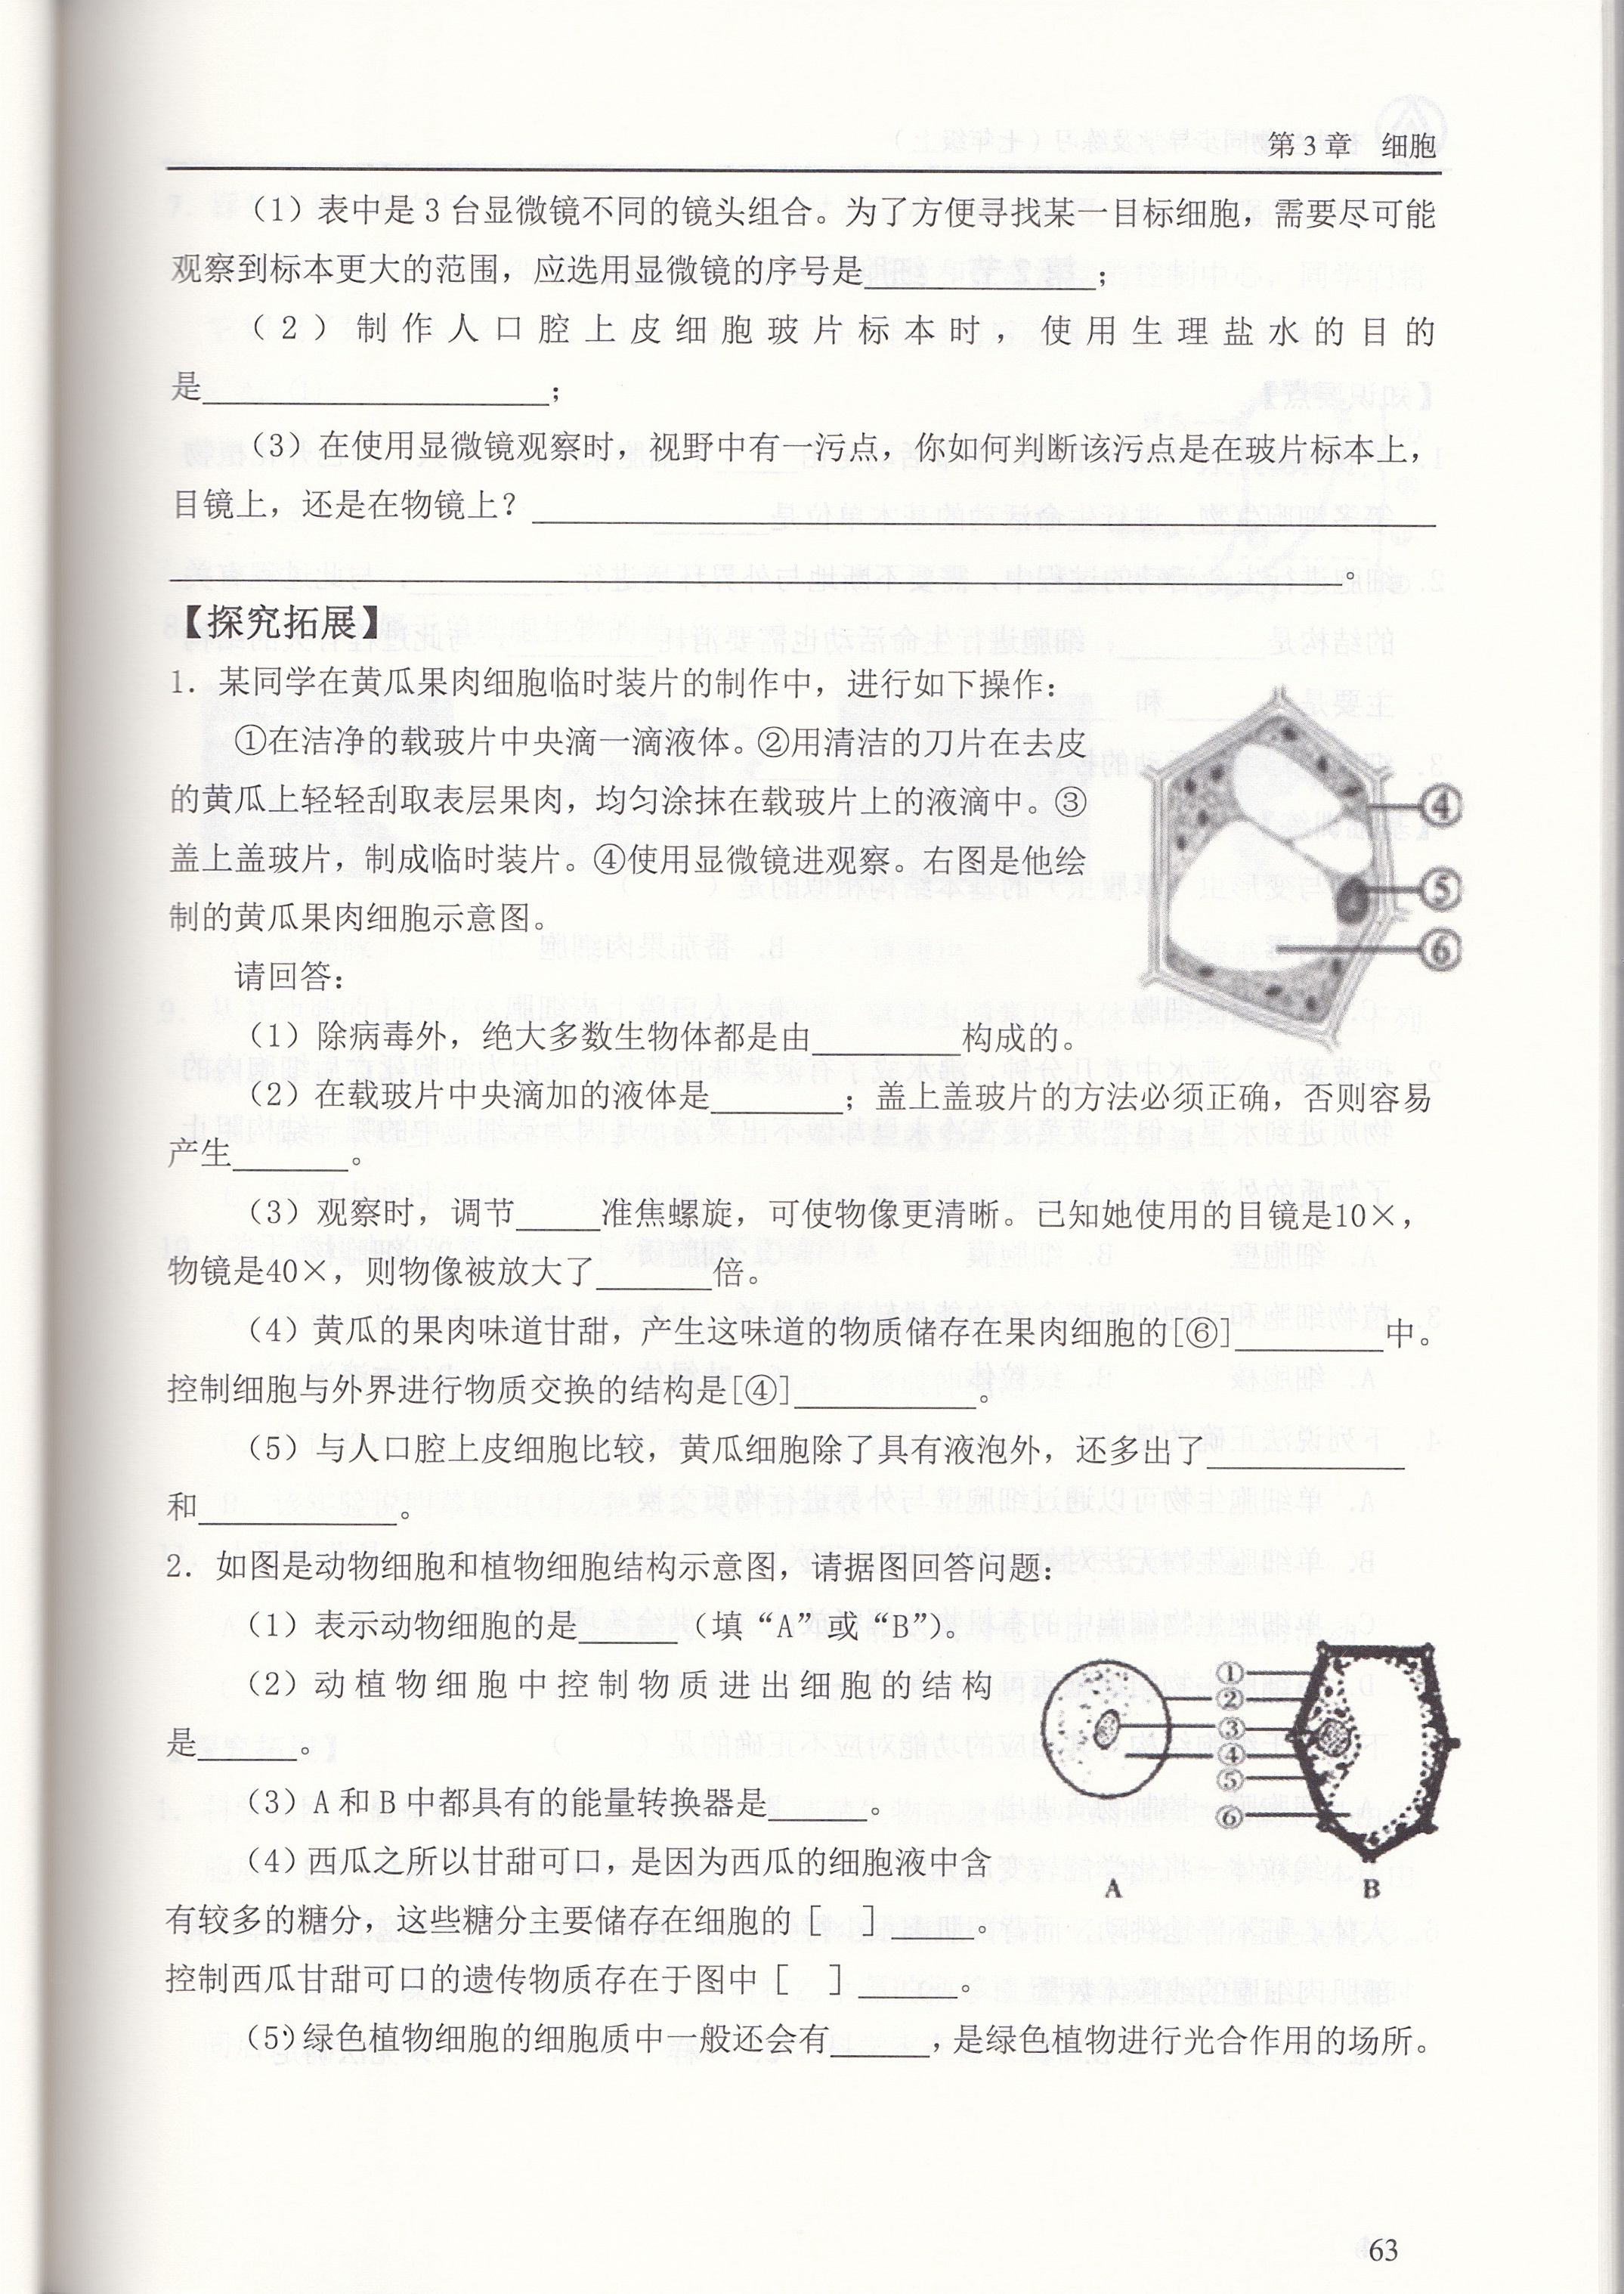 第 3 章　细胞
（1）表中是 3 台显微镜不同的镜头组合。为了方便寻找某一目标细胞，需要尽可能
观察到标本更大的范围，应选用显微镜的序号是______________；
（2）制作人口腔上皮细胞玻片标本时，使用生理盐水的目的
是____________________；
（3）在使用显微镜观察时，视野中有一污点，你如何判断该污点是在玻片标本上，
目镜上，还是在物镜上？______________________________________________________
______________________________________________________________________。
【探究拓展】
1. 某同学在黄瓜果肉细胞临时装片的制作中，进行如下操作：
①在洁净的载玻片中央滴一滴液体。②用清洁的刀片在去皮
的黄瓜上轻轻刮取表层果肉，均匀涂抹在载玻片上的液滴中。③
盖上盖玻片，制成临时装片。④使用显微镜进观察。右图是他绘
制的黄瓜果肉细胞示意图。
④
⑤
⑥
请回答：
（1）除病毒外，绝大多数生物体都是由_________构成的。
（2）在载玻片中央滴加的液体是________；盖上盖玻片的方法必须正确，否则容易
产生_______。
（3）观察时，调节_____准焦螺旋，可使物像更清晰。已知她使用的目镜是10×，
物镜是40×，则物像被放大了_______倍。
（4）黄瓜的果肉味道甘甜，产生这味道的物质储存在果肉细胞的[⑥]_________中。
控制细胞与外界进行物质交换的结构是[④]___________。
（5）与人口腔上皮细胞比较，黄瓜细胞除了具有液泡外，还多出了____________
和____________。
2. 如图是动物细胞和植物细胞结构示意图，请据图回答问题：
（1）表示动物细胞的是______（填“A”或“B”）。
（2）动植物细胞中控制物质进出细胞的结构
是______。
（3）A 和 B 中都具有的能量转换器是______。
（4）西瓜之所以甘甜可口，是因为西瓜的细胞液中含
有较多的糖分，这些糖分主要储存在细胞的［　］______。
控制西瓜甘甜可口的遗传物质存在于图中［　］______。
①
②
③
④
⑤
⑥
A
B
（5）绿色植物细胞的细胞质中一般还会有______，是绿色植物进行光合作用的场所。
63